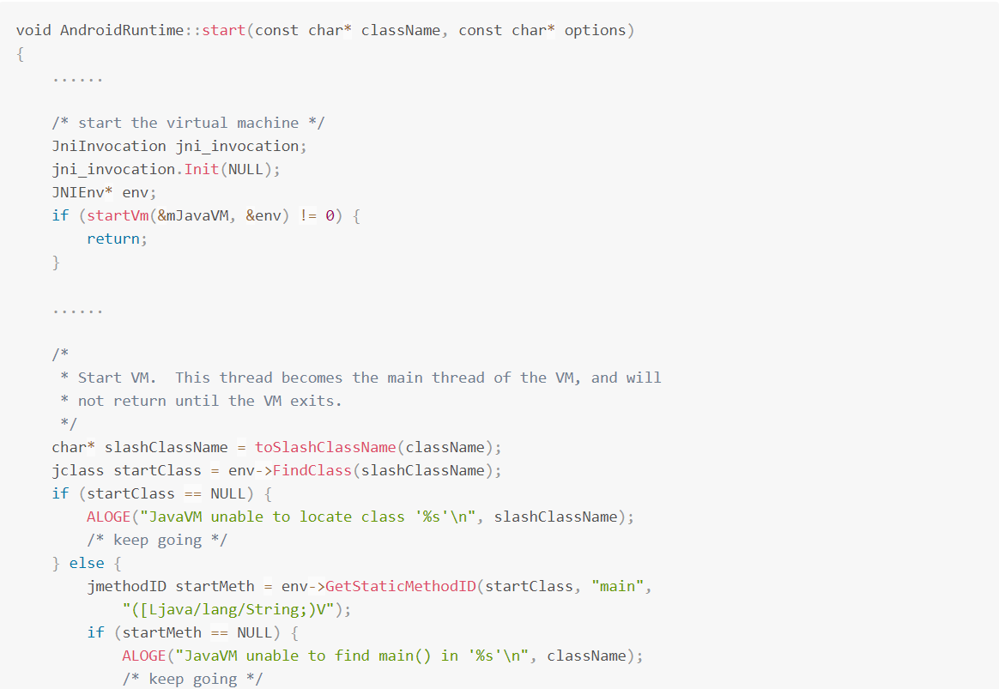 void AndroidRuntime::start(const char* className, const char* options)
{
    ......
    /* start the virtual machine */
    JniInvocation jni_invocation;
    jni_invocation.Init(NULL);
    JNIEnv* env;
    if (startVm(&mJavaVM, &env) != 0) {
        return;
    }
    ......
    /*
     * Start VM.  This thread becomes the main thread of the VM, and will
     * not return until the VM exits.
     */
    char* slashClassName = toSlashClassName(className);
    jclass startClass = env->FindClass(slashClassName);
    if (startClass == NULL) {
        ALOGE("JavaVM unable to locate class '%s'\n", slashClassName);
        /* keep going */
    } else {
        jmethodID startMeth = env->GetStaticMethodID(startClass, "main",
            "([Ljava/lang/String;)V");
        if (startMeth == NULL) {
            ALOGE("JavaVM unable to find main() in '%s'\n", className);
            /* keep going */